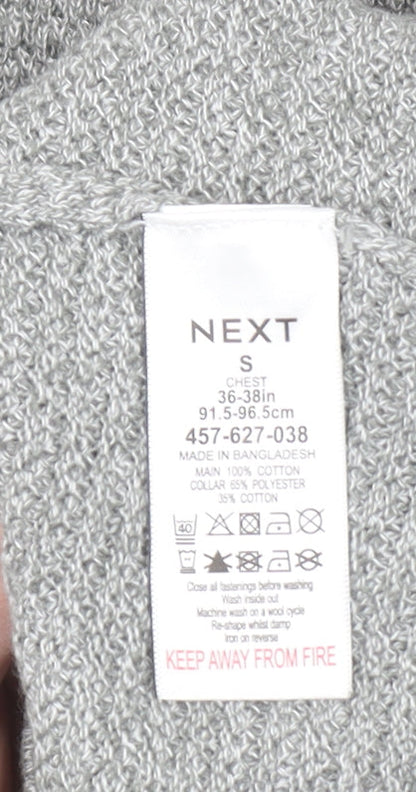 NEXT
S
CHEST
36-38in
91.5-96.5cm
457-627-038
MADE IN BANGLADESH
MAIN 100% COTTON
COLLAR 65% POLYESTER
35% COTTON
40
Close all fastenings before washing
Wash inside out
Machine wash on a wool cycle
Re-shape whilst damp
Iron on reverse
KEEP AWAY FROM FIRE